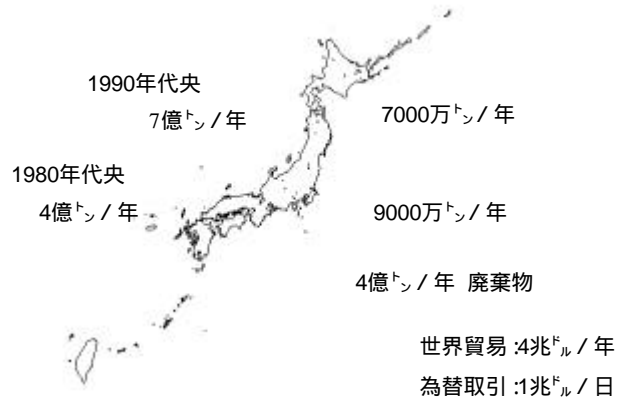 1990年代央
7億㌧/年
7000万㌧/年
1980年代央
4億㌧/年
9000万㌧/年
4億㌧/年 廃棄物
世界貿易:4兆㌦/年
為替取引:1兆㌦/日